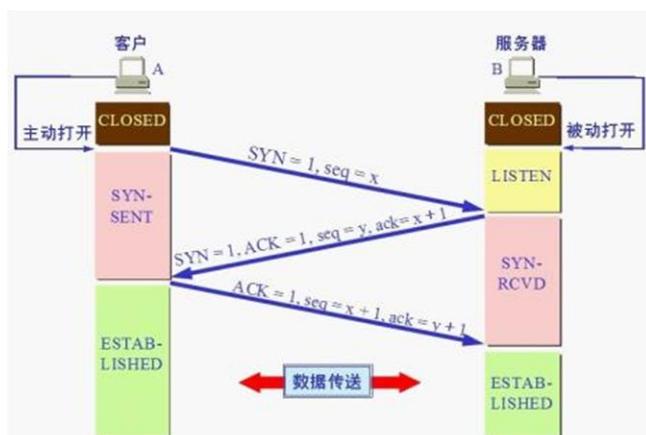 客户
服务器
A
B
CLOSED
CLOSED
主动打开
被动打开
SYN = 1, seq = x
LISTEN
SYN-
SENT
SYN = 1, ACK = 1, seq = y, ack= x + 1
SYN-
RCVD
ACK = 1, seq = x + 1, ack = y + 1
ESTAB-
LISHED
数据传送
ESTAB-
LISHED